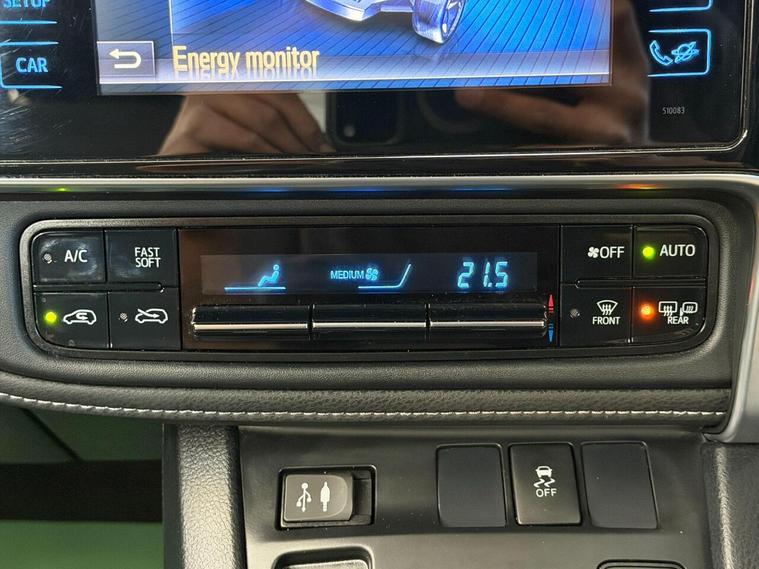 SETUP
CAR
Energy monitor
510083
A/C
FAST
SOFT
MEDIUM
21.5
OFF
AUTO
FRONT
REAR
OFF